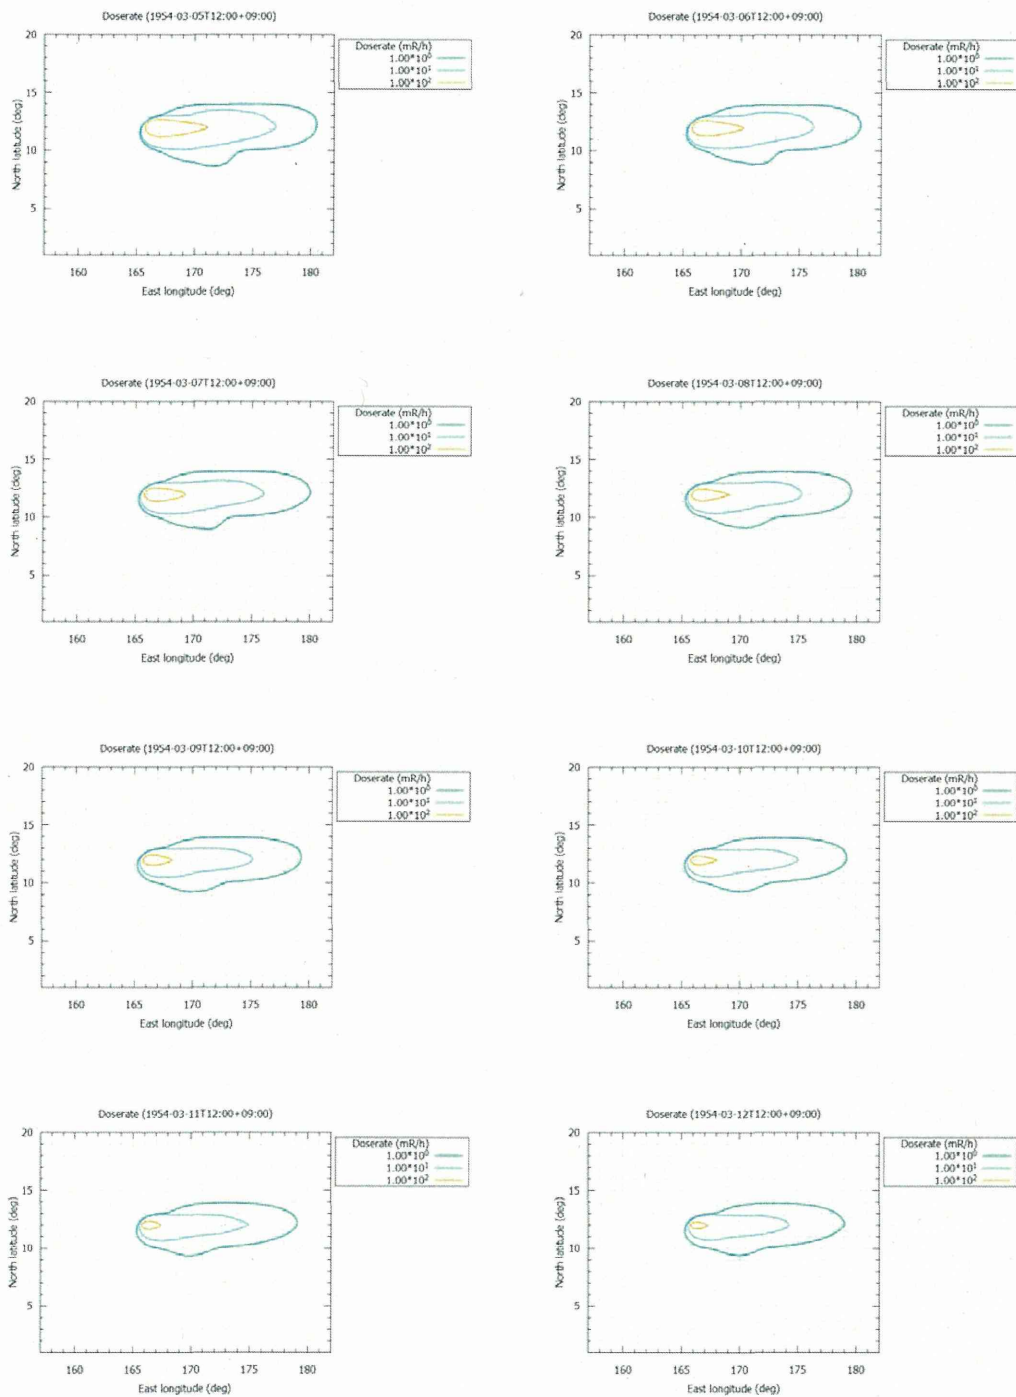 Doserate (1954-03-05T12:00+09:00)
Doserate (mR/h)
1.00*10⁰
1.00*10¹
1.00*10²
20
15
10
5
North latitude (deg)
160 165 170 175 180
East longitude (deg)
Doserate (1954-03-06T12:00+09:00)
Doserate (mR/h)
1.00*10⁰
1.00*10¹
1.00*10²
20
15
10
5
North latitude (deg)
160 165 170 175 180
East longitude (deg)
Doserate (1954-03-07T12:00+09:00)
Doserate (mR/h)
1.00*10⁰
1.00*10¹
1.00*10²
20
15
10
5
North latitude (deg)
160 165 170 175 180
East longitude (deg)
Doserate (1954-03-08T12:00+09:00)
Doserate (mR/h)
1.00*10⁰
1.00*10¹
1.00*10²
20
15
10
5
North latitude (deg)
160 165 170 175 180
East longitude (deg)
Doserate (1954-03-09T12:00+09:00)
Doserate (mR/h)
1.00*10⁰
1.00*10¹
1.00*10²
20
15
10
5
North latitude (deg)
160 165 170 175 180
East longitude (deg)
Doserate (1954-03-10T12:00+09:00)
Doserate (mR/h)
1.00*10⁰
1.00*10¹
1.00*10²
20
15
10
5
North latitude (deg)
160 165 170 175 180
East longitude (deg)
Doserate (1954-03-11T12:00+09:00)
Doserate (mR/h)
1.00*10⁰
1.00*10¹
1.00*10²
20
15
10
5
North latitude (deg)
160 165 170 175 180
East longitude (deg)
Doserate (1954-03-12T12:00+09:00)
Doserate (mR/h)
1.00*10⁰
1.00*10¹
1.00*10²
20
15
10
5
North latitude (deg)
160 165 170 175 180
East longitude (deg)